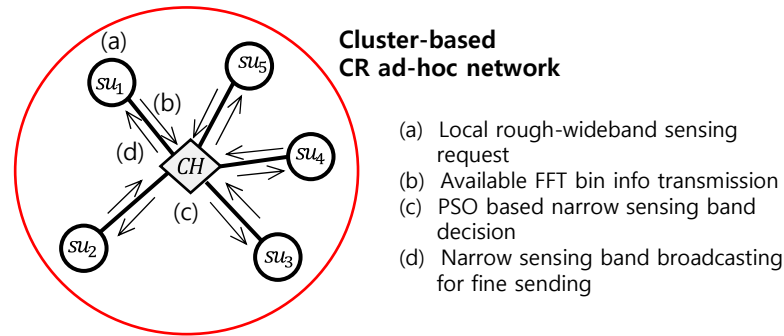 Cluster-based
CR ad-hoc network
(a)
su₁
su₅
(b)
(d)
su₄
CH
(c)
su₂
su₃
(a) Local rough-wideband sensing
request
(b) Available FFT bin info transmission
(c) PSO based narrow sensing band
decision
(d) Narrow sensing band broadcasting
for fine sending